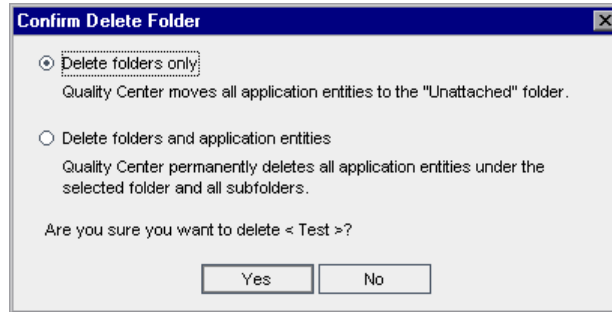 Confirm Delete Folder
Delete folders only
Quality Center moves all application entities to the "Unattached" folder.
Delete folders and application entities
Quality Center permanently deletes all application entities under the
selected folder and all subfolders.
Are you sure you want to delete < Test >?
Yes
No